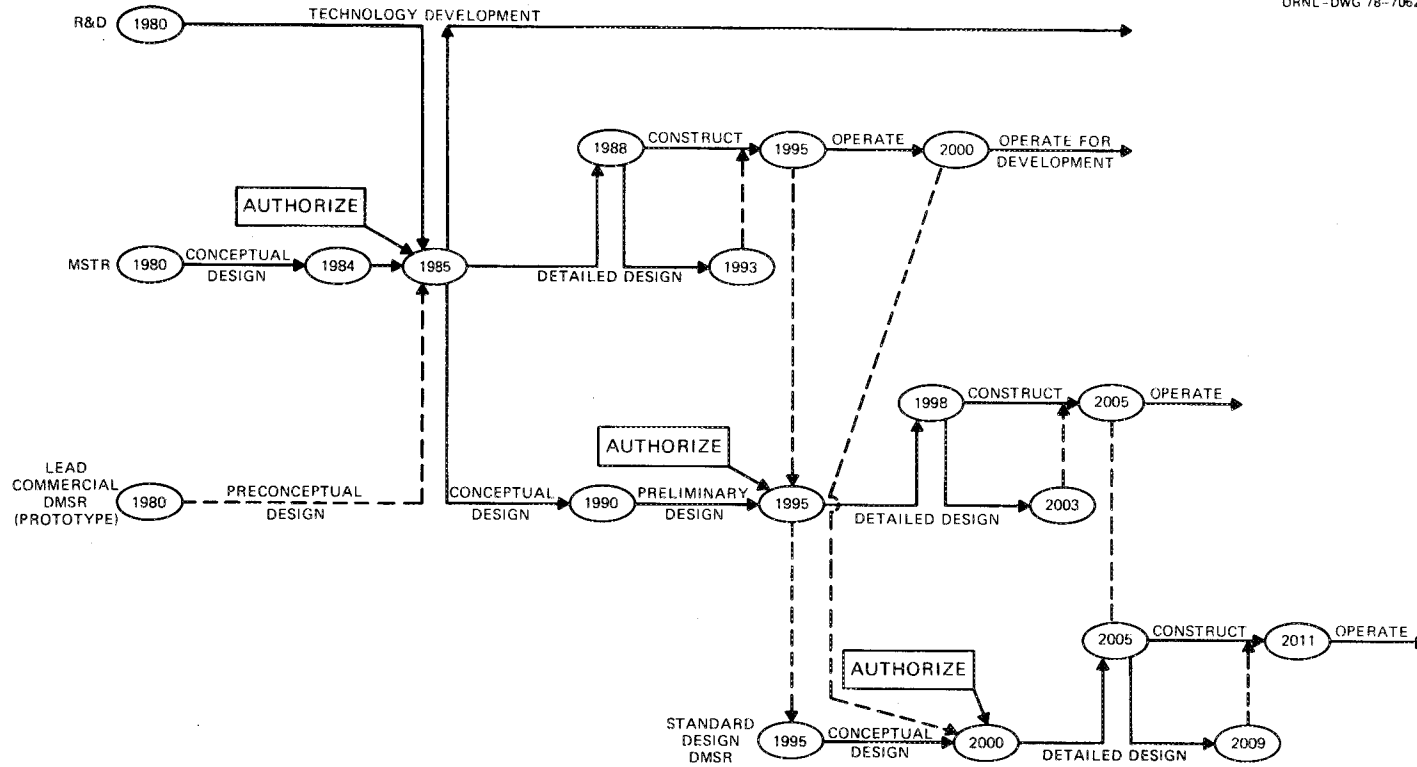 ORNL-DWG 78-7062
R&D
1980
TECHNOLOGY DEVELOPMENT
1988
CONSTRUCT
1995
OPERATE
2000
OPERATE FOR
DEVELOPMENT
AUTHORIZE
MSTR
1980
CONCEPTUAL
DESIGN
1984
1985
DETAILED DESIGN
1993
1998
CONSTRUCT
2005
OPERATE
AUTHORIZE
LEAD
COMMERCIAL
DMSR
(PROTOTYPE)
1980
PRECONCEPTUAL
DESIGN
CONCEPTUAL
DESIGN
1990
PRELIMINARY
DESIGN
1995
DETAILED DESIGN
2003
2005
CONSTRUCT
2011
OPERATE
AUTHORIZE
STANDARD
DESIGN
DMSR
1995
CONCEPTUAL
DESIGN
2000
DETAILED DESIGN
2009